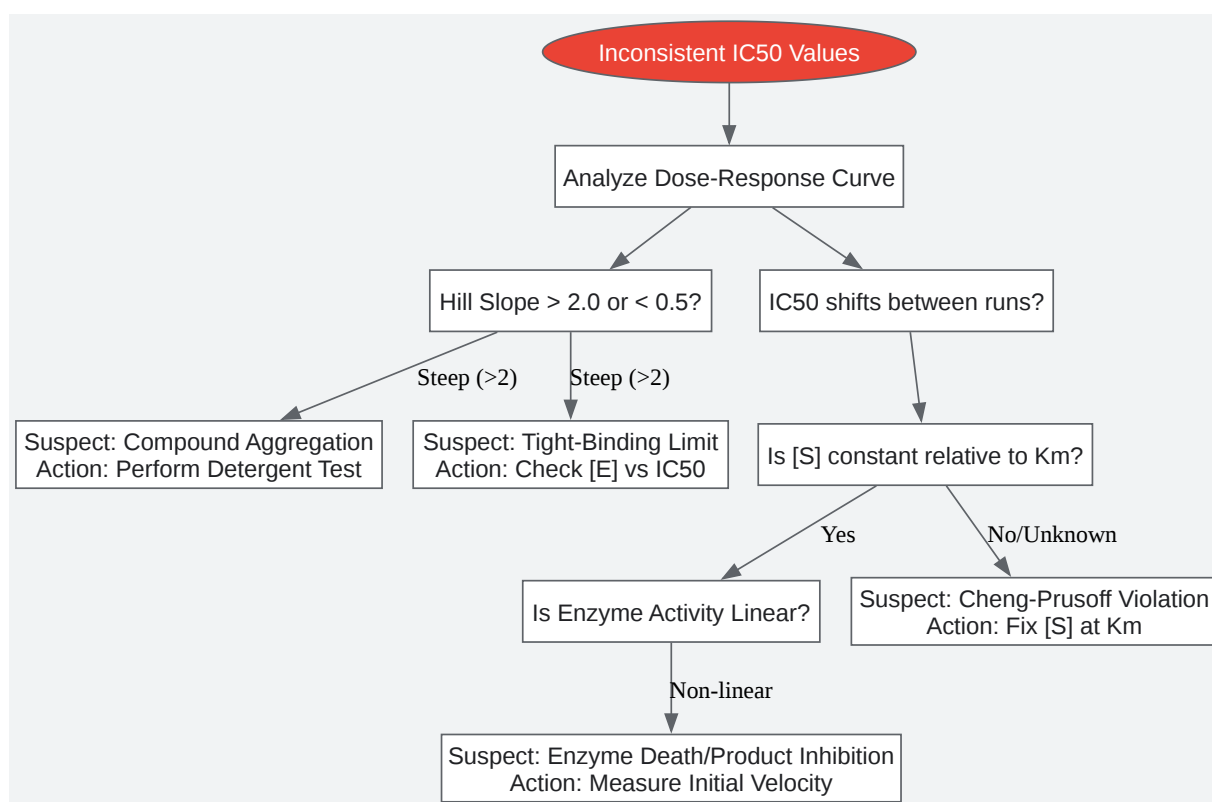 Inconsistent IC50 Values
Analyze Dose-Response Curve
Hill Slope > 2.0 or < 0.5?
IC50 shifts between runs?
Steep (>2)
Steep (>2)
Suspect: Compound Aggregation
Action: Perform Detergent Test
Suspect: Tight-Binding Limit
Action: Check [E] vs IC50
Is [S] constant relative to Km?
Yes
No/Unknown
Is Enzyme Activity Linear?
Suspect: Cheng-Prusoff Violation
Action: Fix [S] at Km
Non-linear
Suspect: Enzyme Death/Product Inhibition
Action: Measure Initial Velocity